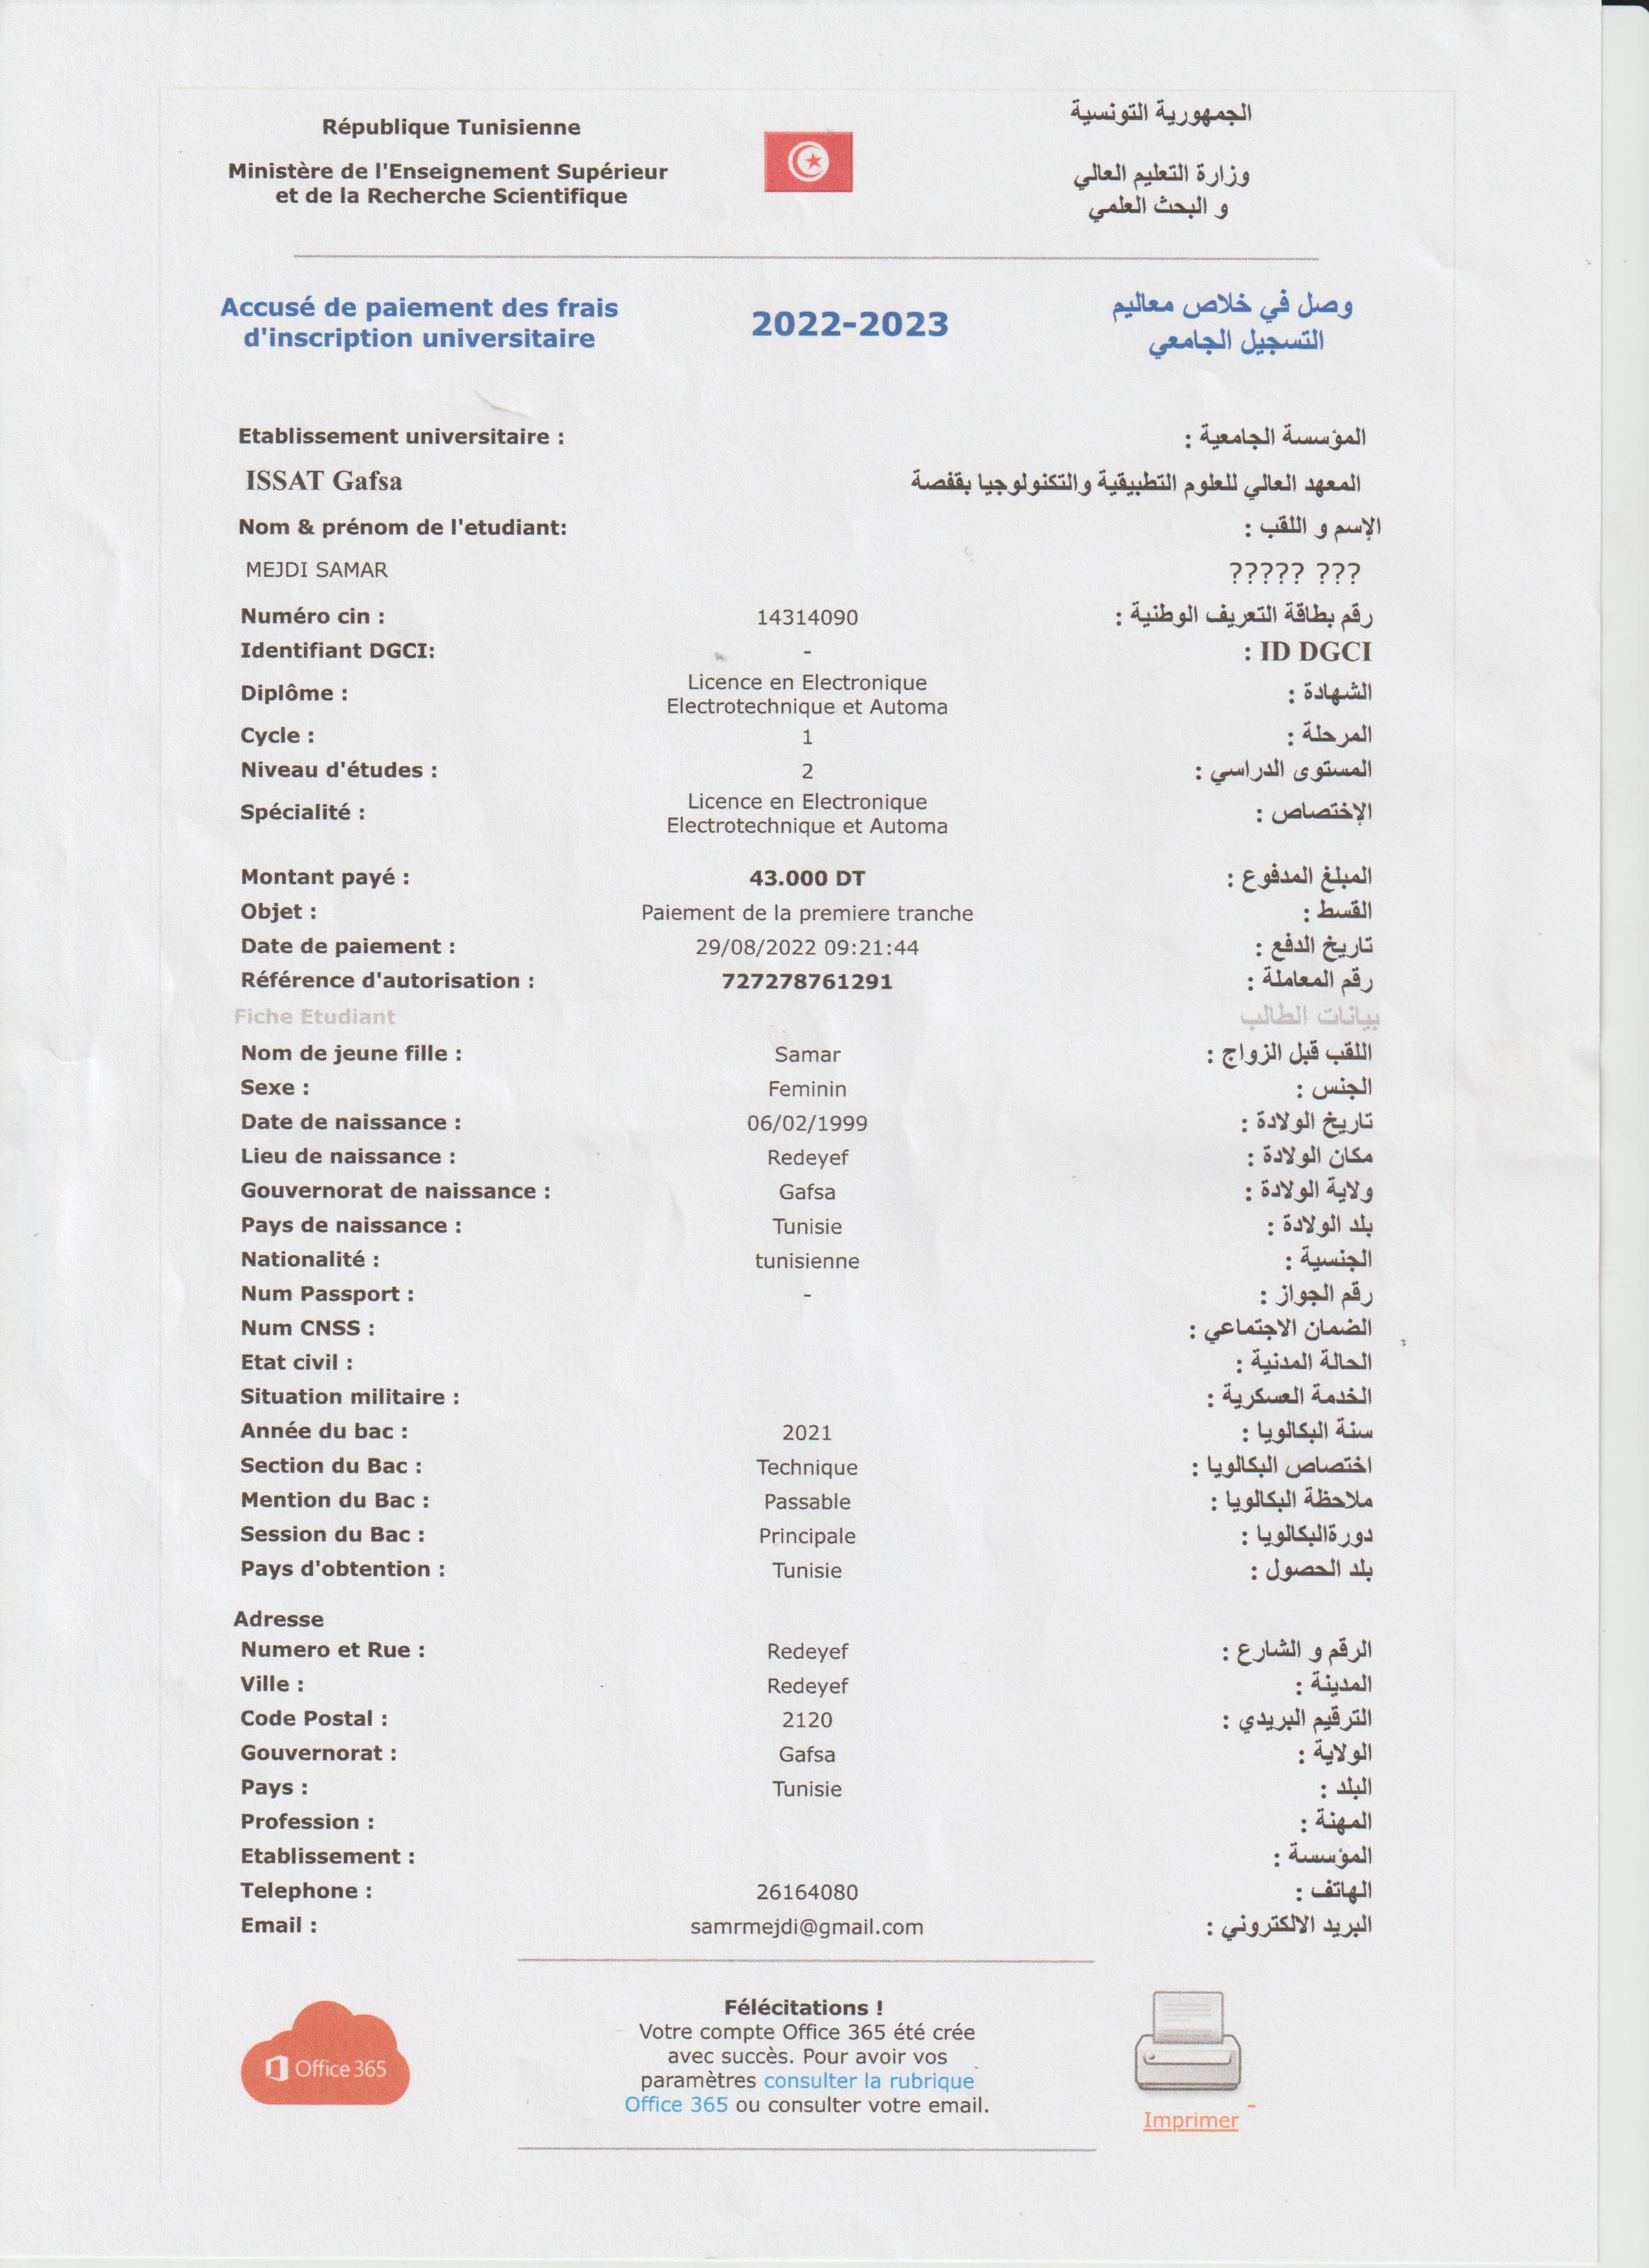 République Tunisienne
Ministère de l'Enseignement Supérieur
et de la Recherche Scientifique
الجمهورية التونسية
وزارة التعليم العالي
و البحث العلمي
Accusé de paiement des frais
d'inscription universitaire
2022-2023
وصل في خلاص معاليم
التسجيل الجامعي
Etablissement universitaire : المؤسسة الجامعية :
ISSAT Gafsa المعهد العالي للعلوم التطبيقية والتكنولوجيا بقفصة
Nom & prénom de l'etudiant: الإسم و اللقب :
MEJDI SAMAR ????? ???
Numéro cin : 14314090 رقم بطاقة التعريف الوطنية :
Identifiant DGCI: - ID DGCI :
Diplôme : Licence en Electronique
Electrotechnique et Automa الشهادة :
Cycle : 1 المرحلة :
Niveau d'études : 2 المستوى الدراسي :
Spécialité : Licence en Electronique
Electrotechnique et Automa الإختصاص :
Montant payé : 43.000 DT المبلغ المدفوع :
Objet : Paiement de la premiere tranche القسط :
Date de paiement : 29/08/2022 09:21:44 تاريخ الدفع :
Référence d'autorisation : 727278761291 رقم المعاملة :
Fiche Etudiant بيانات الطالب
Nom de jeune fille : Samar اللقب قبل الزواج :
Sexe : Feminin الجنس :
Date de naissance : 06/02/1999 تاريخ الولادة :
Lieu de naissance : Redeyef مكان الولادة :
Gouvernorat de naissance : Gafsa ولاية الولادة :
Pays de naissance : Tunisie بلد الولادة :
Nationalité : tunisienne الجنسية :
Num Passport : - رقم الجواز :
Num CNSS : الضمان الاجتماعي :
Etat civil : الحالة المدنية :
Situation militaire : الخدمة العسكرية :
Année du bac : 2021 سنة البكالويا :
Section du Bac : Technique اختصاص البكالويا :
Mention du Bac : Passable ملاحظة البكالويا :
Session du Bac : Principale دورةالبكالويا :
Pays d'obtention : Tunisie بلد الحصول :
Adresse
Numero et Rue : Redeyef الرقم و الشارع :
Ville : Redeyef المدينة :
Code Postal : 2120 الترقيم البريدي :
Gouvernorat : Gafsa الولاية :
Pays : Tunisie البلد :
Profession : المهنة :
Etablissement : المؤسسة :
Telephone : 26164080 الهاتف :
Email : samrmejdi@gmail.com البريد الالكتروني :
Office 365
Félécitations !
Votre compte Office 365 été crée
avec succès. Pour avoir vos
paramètres consulter la rubrique
Office 365 ou consulter votre email.
Imprimer